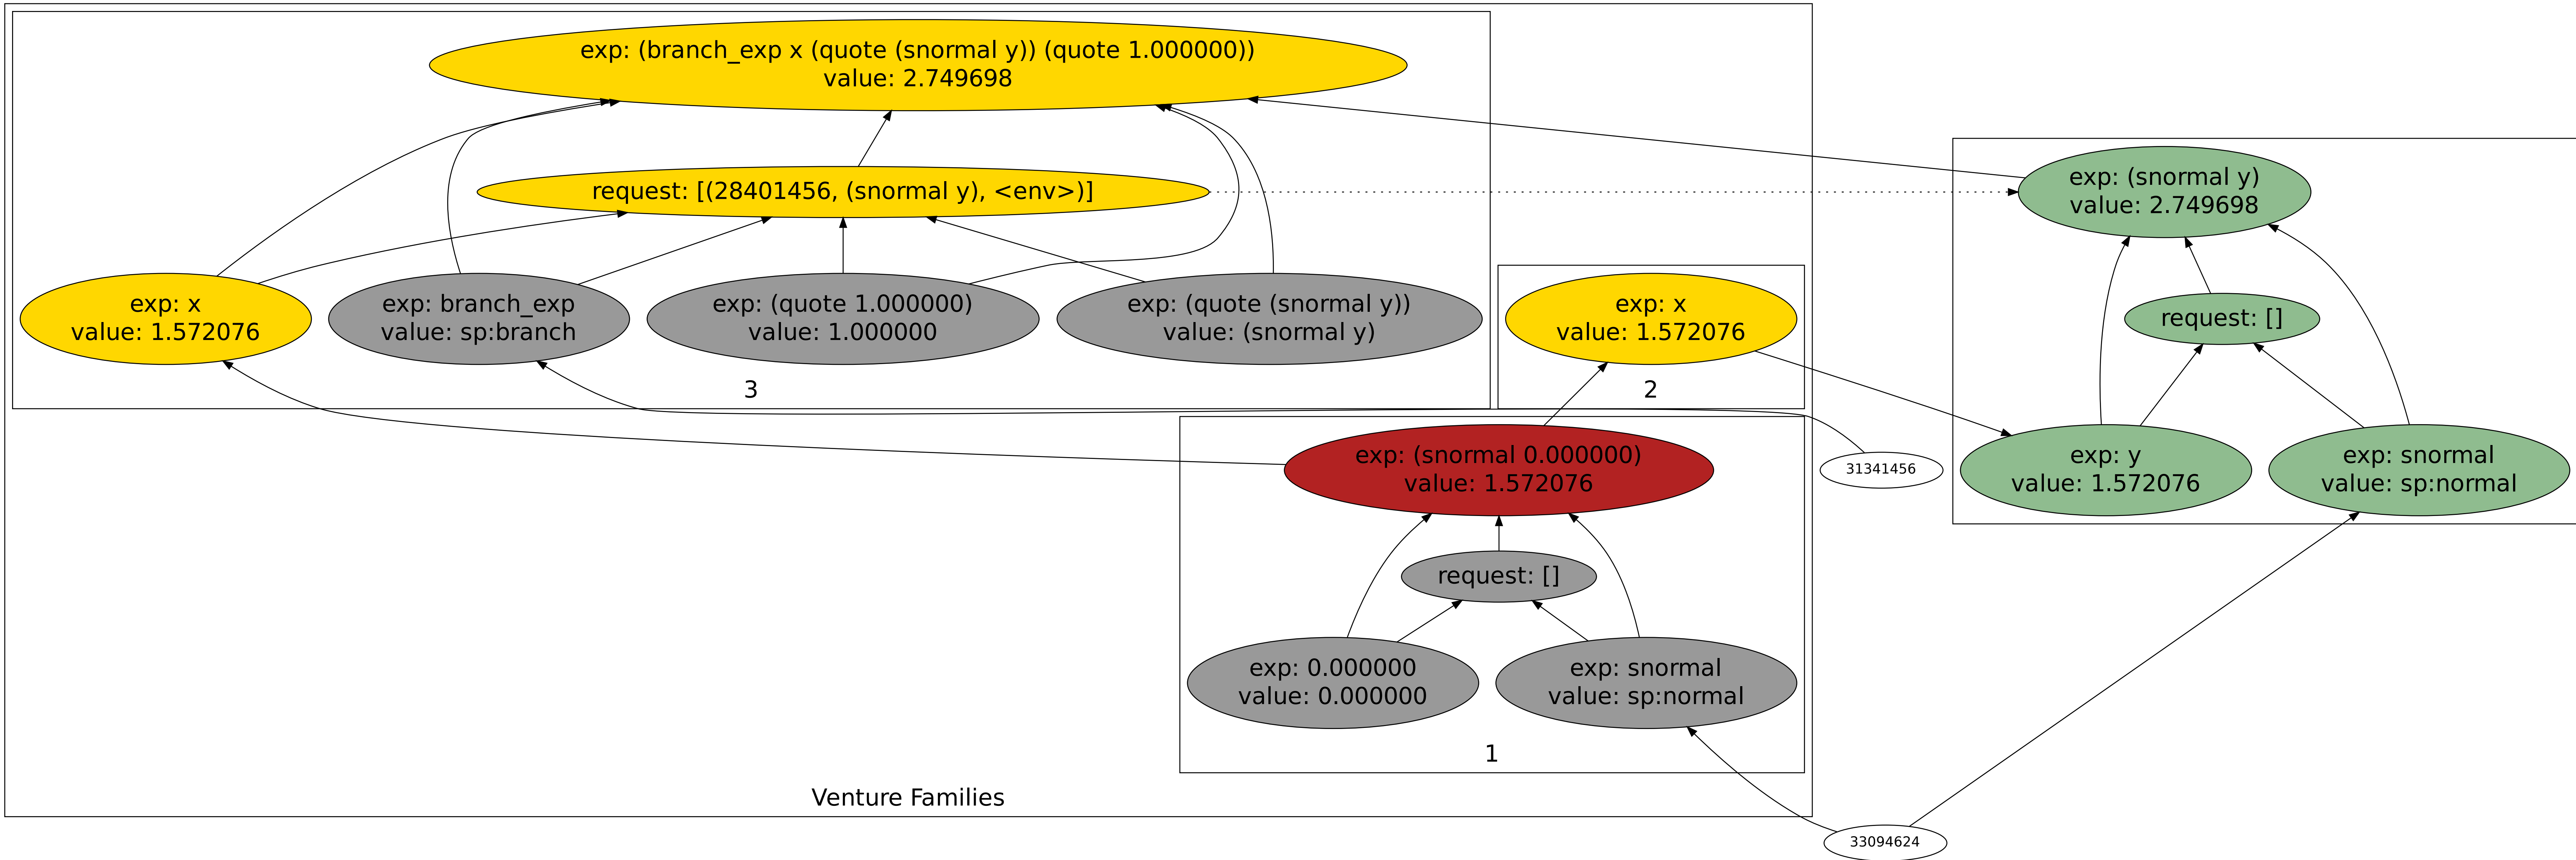 exp: (branch_exp x (quote (snormal y)) (quote 1.000000))
value: 2.749698
request: [(28401456, (snormal y), <env>)]
exp: x
value: 1.572076
exp: branch_exp
value: sp:branch
exp: (quote 1.000000)
value: 1.000000
exp: (quote (snormal y))
value: (snormal y)
3
exp: x
value: 1.572076
2
exp: (snormal 0.000000)
value: 1.572076
request: []
exp: 0.000000
value: 0.000000
exp: snormal
value: sp:normal
1
Venture Families
31341456
33094624
exp: (snormal y)
value: 2.749698
request: []
exp: y
value: 1.572076
exp: snormal
value: sp:normal